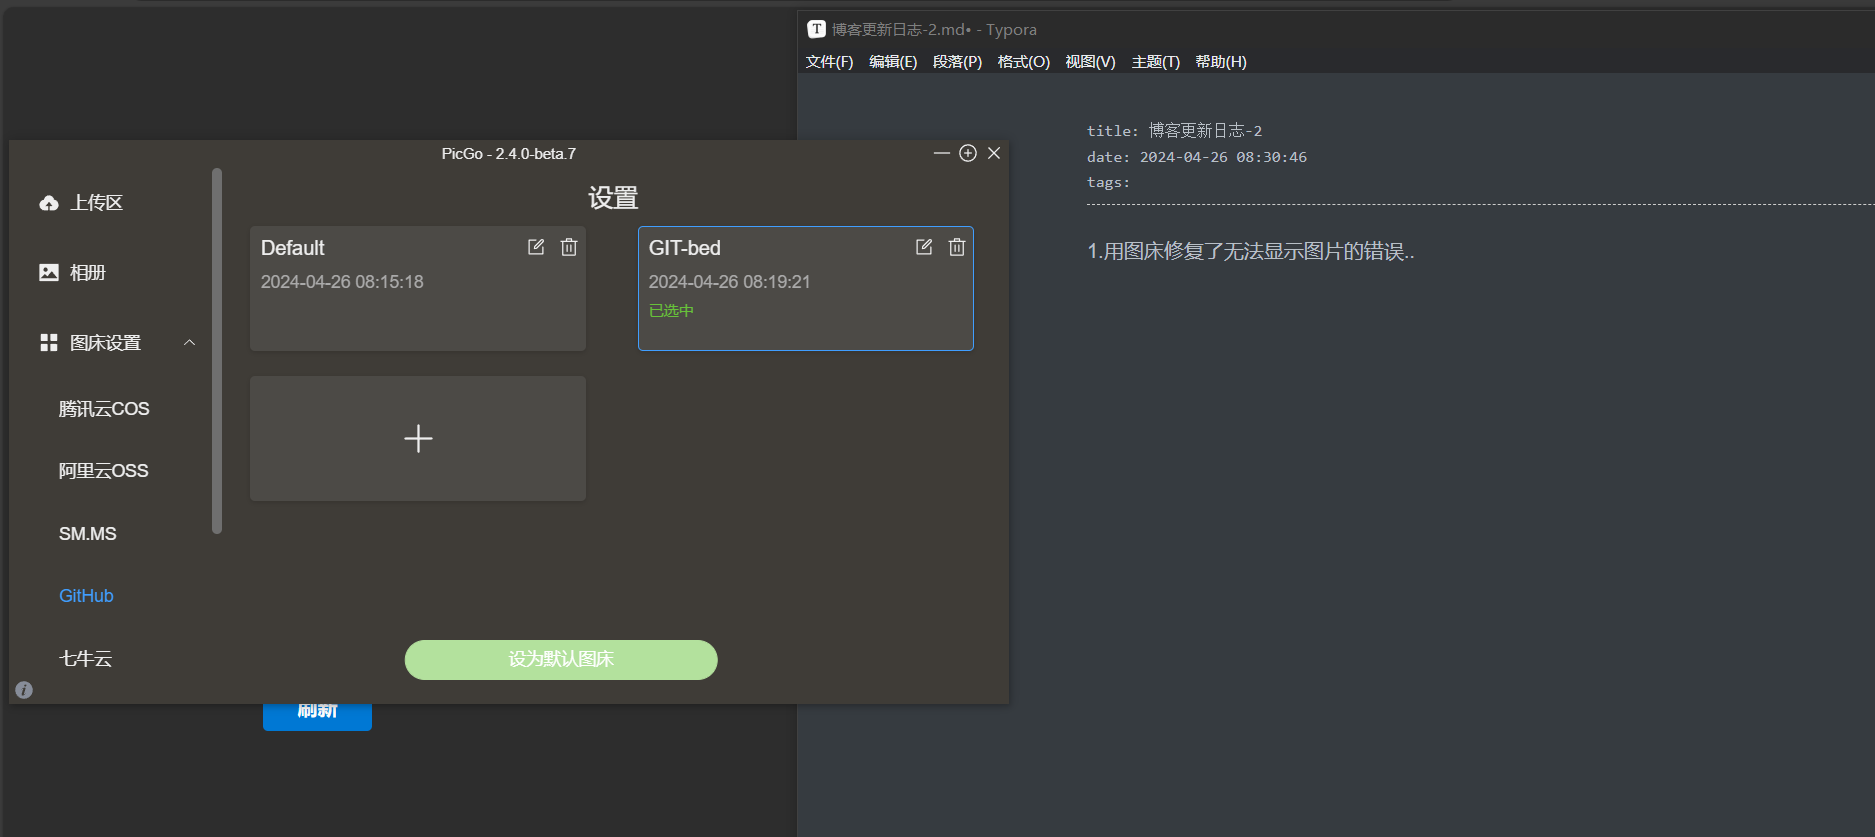 博客更新日志-2.md• - Typora
文件(F) 编辑(E) 段落(P) 格式(O) 视图(V) 主题(T) 帮助(H)
title: 博客更新日志-2
date: 2024-04-26 08:30:46
tags:
1.用图床修复了无法显示图片的错误..
PicGo - 2.4.0-beta.7
上传区
相册
图床设置
腾讯云COS
阿里云OSS
SM.MS
GitHub
七牛云
设置
Default
2024-04-26 08:15:18
GIT-bed
2024-04-26 08:19:21
已选中
设为默认图床
刷新